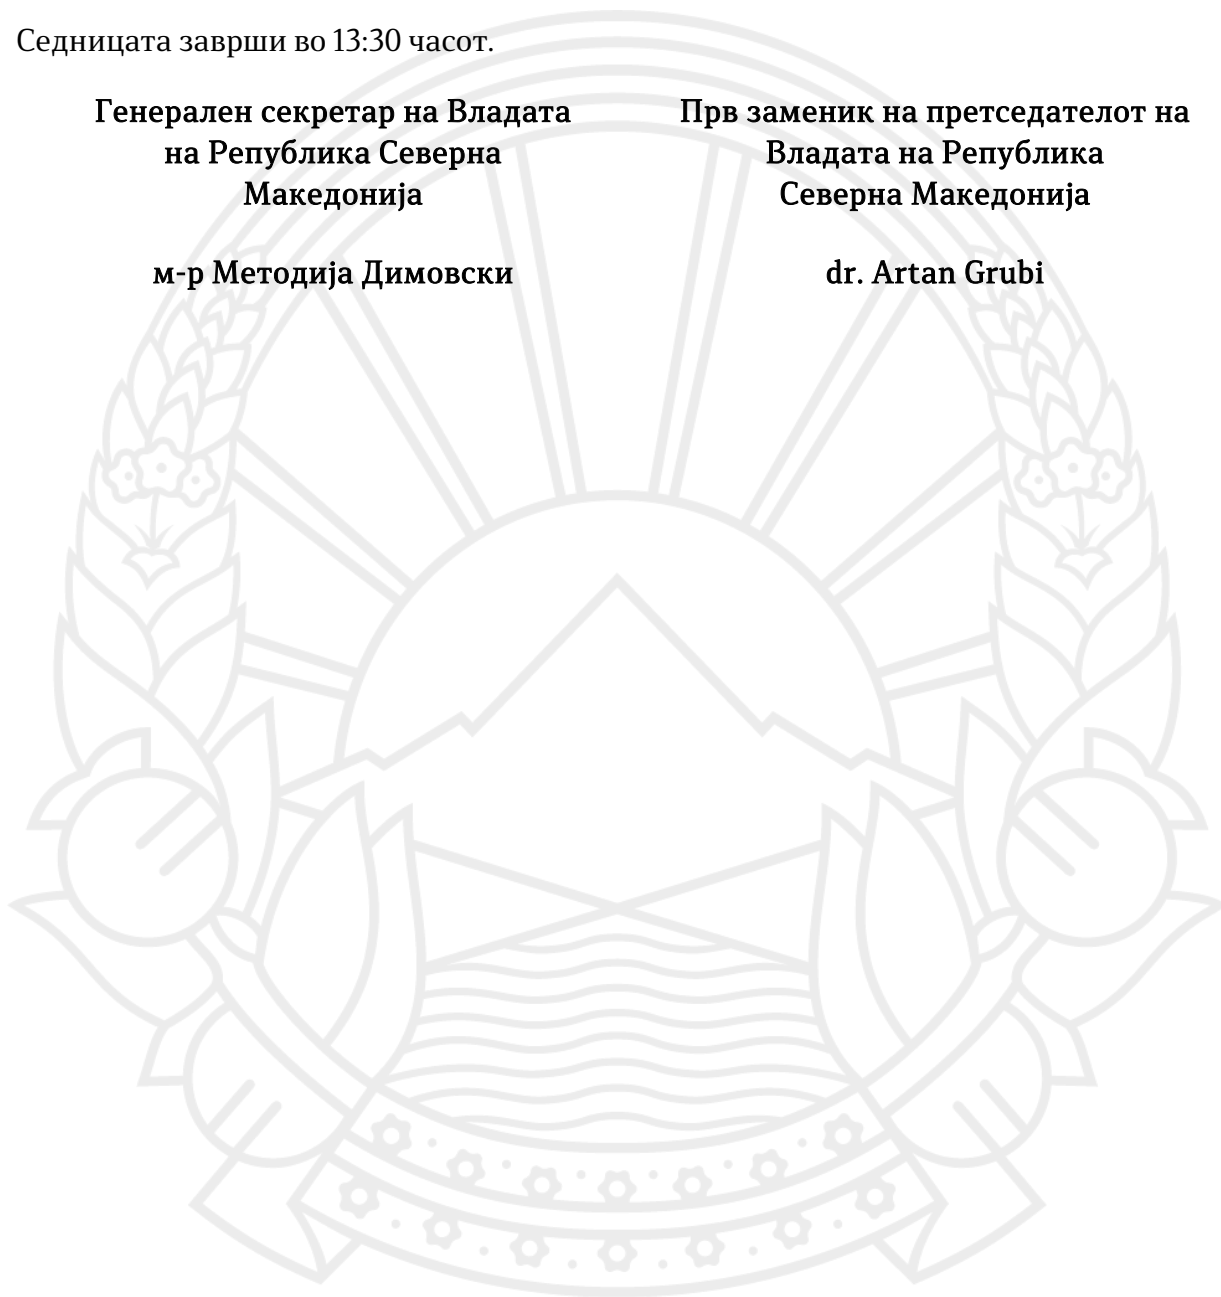 Седницата заврши во 13:30 часот.
Генерален секретар на Владата
на Република Северна
Македонија
м-р Методија Димовски
Прв заменик на претседателот на
Владата на Република
Северна Македонија
dr. Artan Grubi